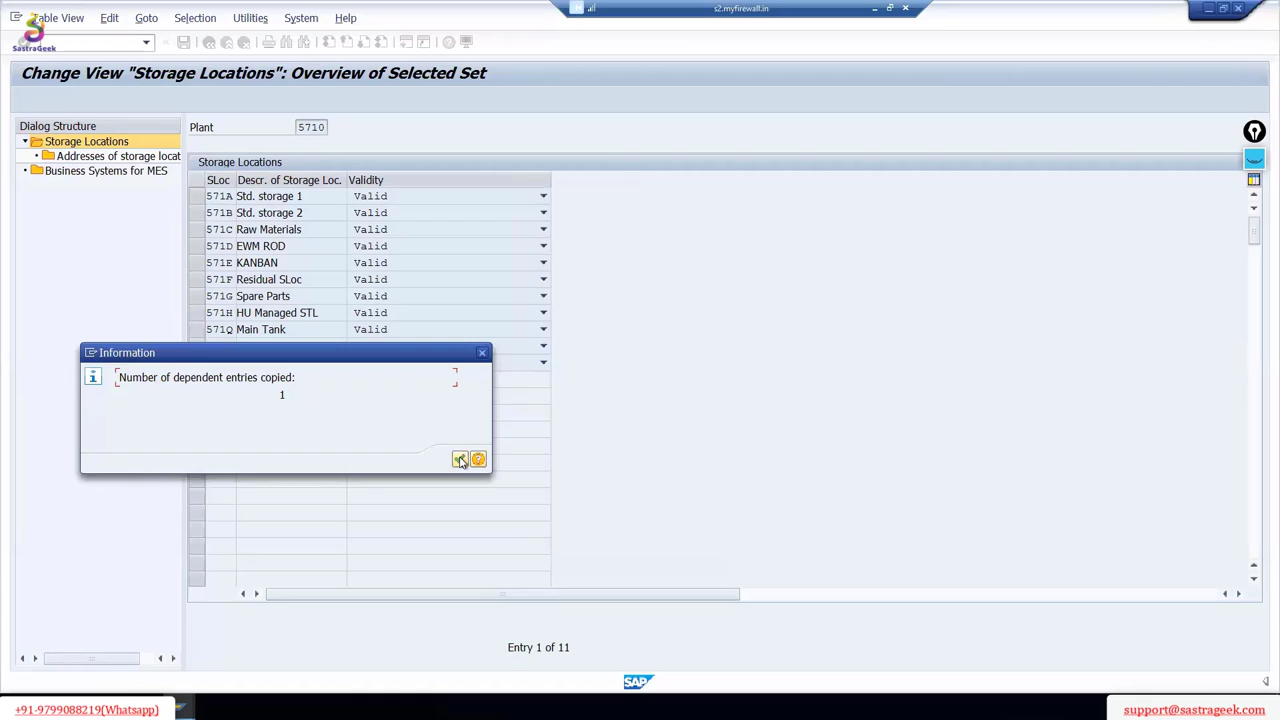 s2.myfirewall.in
Table View Edit Goto Selection Utilities System Help
SASTRAGEEK
Change View "Storage Locations": Overview of Selected Set
Dialog Structure
Storage Locations
Addresses of storage locat
Business Systems for MES
Plant 5710
Storage Locations
SLoc Descr. of Storage Loc. Validity
571A Std. storage 1 Valid
571B Std. storage 2 Valid
571C Raw Materials Valid
571D EWM ROD Valid
571E KANBAN Valid
571F Residual SLoc Valid
571G Spare Parts Valid
571H HU Managed STL Valid
571Q Main Tank Valid
Information
Number of dependent entries copied:
1
Entry 1 of 11
SAP
+91-9799088219(Whatsapp)
support@sastrageek.com